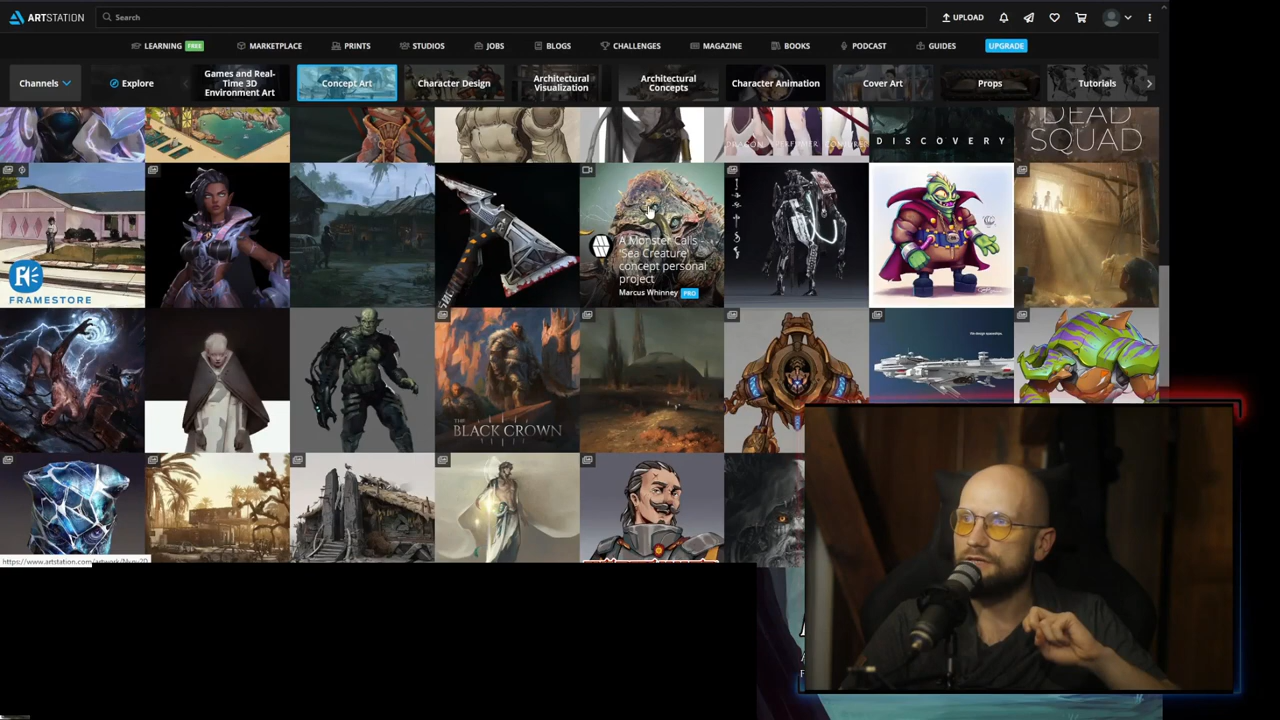 ARTSTATION
Search
UPLOAD
LEARNING FREE
MARKETPLACE
PRINTS
STUDIOS
JOBS
BLOGS
CHALLENGES
MAGAZINE
BOOKS
PODCAST
GUIDES
UPGRADE
Channels
Explore
Games and Real-
Time 3D
Environment Art
Concept Art
Character Design
Architectural
Visualization
Architectural
Concepts
Character Animation
Cover Art
Props
Tutorials
DISCOVERY
DEAD
SQUAD
FRAMESTORE
A Monster Calls -
'Sea Creature'
concept personal
project
Marcus Whinney PRO
THE
BLACK CROWN